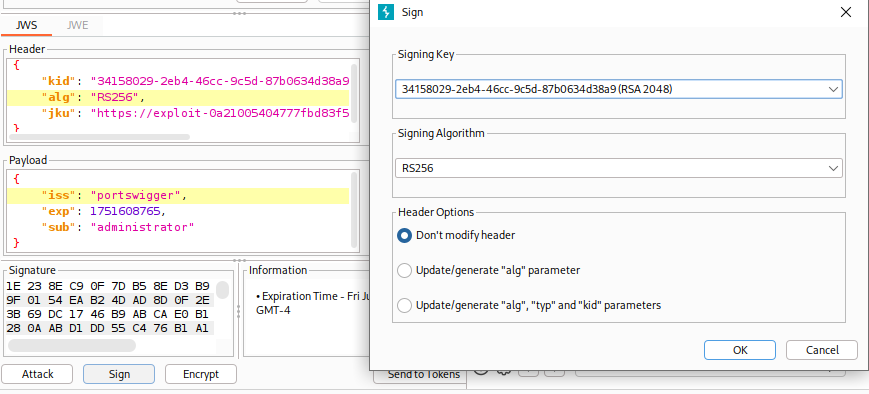 JWS JWE
Header
{
"kid": "34158029-2eb4-46cc-9c5d-87b0634d38a9
"alg": "RS256",
"jku": "https://exploit-0a21005404777fbd83f5
}
Payload
{
"iss": "portswigger",
"exp": 1751608765,
"sub": "administrator"
}
Signature
1E 23 8E C9 0F 7D B5 8E D3 B9
9F 01 54 EA B2 4D AD 8D 0F 2E
3B 69 DC 17 46 B9 AB CA E0 B1
28 0A AB D1 DD 55 C4 76 B1 A1
Information
• Expiration Time - Fri Ju
GMT-4
Attack Sign Encrypt Send to Tokens
Sign
Signing Key
34158029-2eb4-46cc-9c5d-87b0634d38a9 (RSA 2048)
Signing Algorithm
RS256
Header Options
Don't modify header
Update/generate "alg" parameter
Update/generate "alg", "typ" and "kid" parameters
OK Cancel